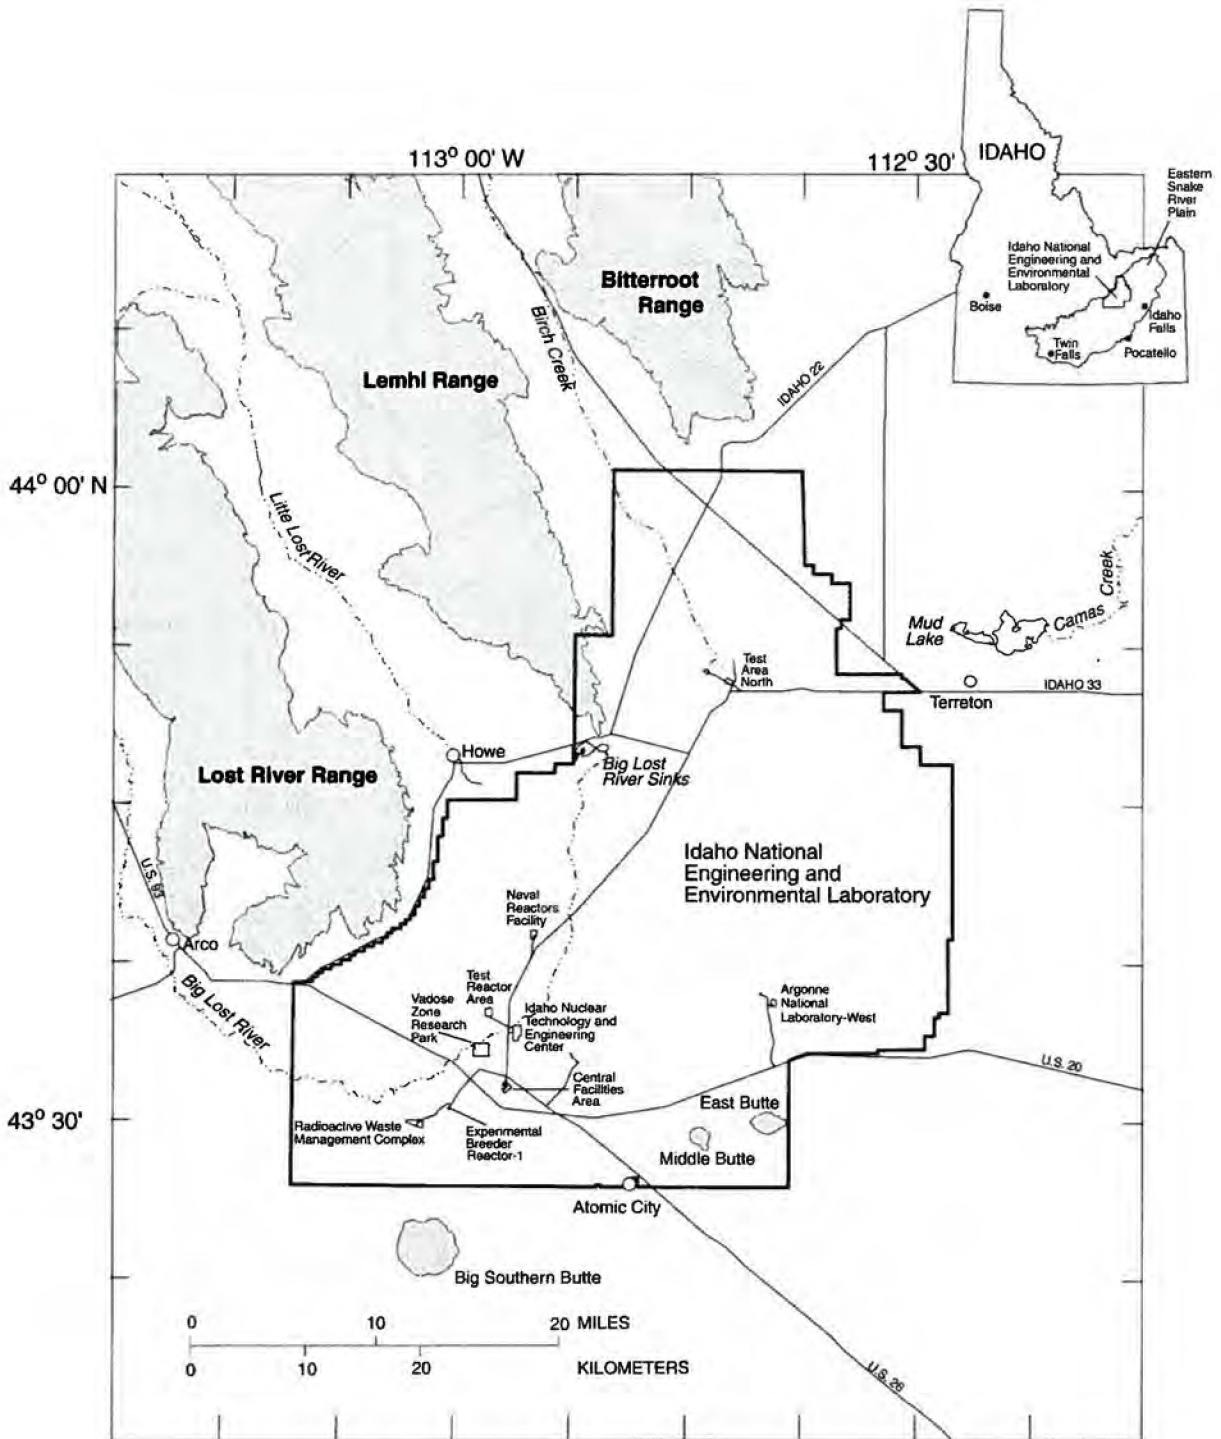 IDAHO
Eastern
Snake
River
Plain
Idaho National
Engineering and
Environmental
Laboratory
Boise
Idaho
Falls
Twin
Falls
Pocatello
113° 00' W
112° 30'
Bitterroot
Range
Birch Creek
Lemhi Range
IDAHO 22
44° 00' N
Litte Lost River
Mud
Lake
Camas
Creek
Test
Area
North
IDAHO 33
Terreton
Howe
Big Lost
River Sinks
Lost River Range
Idaho National
Engineering and
Environmental Laboratory
U.S. 93
Naval
Reactors
Facility
Arco
Big Lost River
Test
Reactor
Area
Vadose
Zone
Research
Park
Idaho Nuclear
Technology and
Engineering
Center
Argonne
National
Laboratory-West
U.S. 20
Central
Facilities
Area
43° 30'
East Butte
Radioactive Waste
Management Complex
Experimental
Breeder
Reactor-1
Middle Butte
Atomic City
Big Southern Butte
0 10 20 MILES
0 10 20 KILOMETERS
U.S. 26